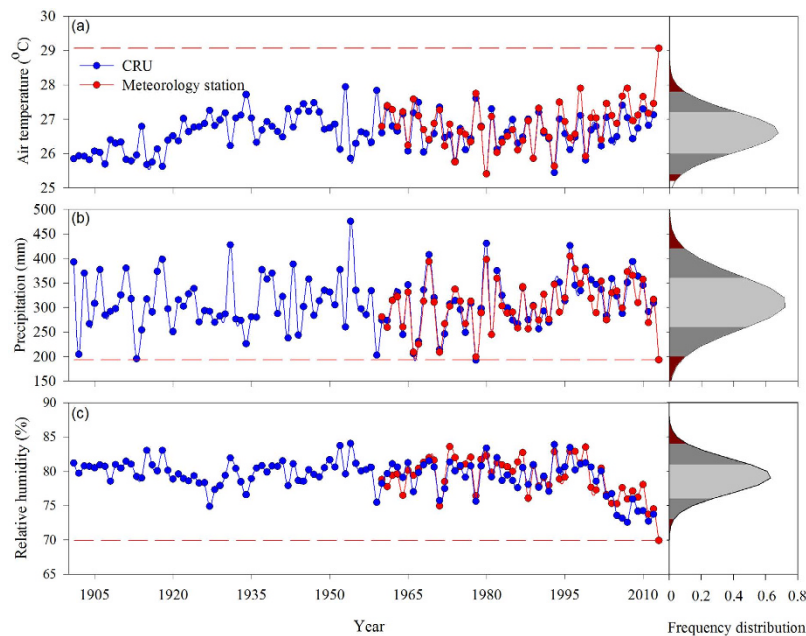 (a)
Air temperature (°C)
30
29
28
27
26
25
CRU
Meteorology station
(b)
Precipitation (mm)
500
450
400
350
300
250
200
150
(c)
Relative humidity (%)
90
85
80
75
70
65
1905 1920 1935 1950 1965 1980 1995 2010
Year
0 0.2 0.4 0.6 0.8
Frequency distribution